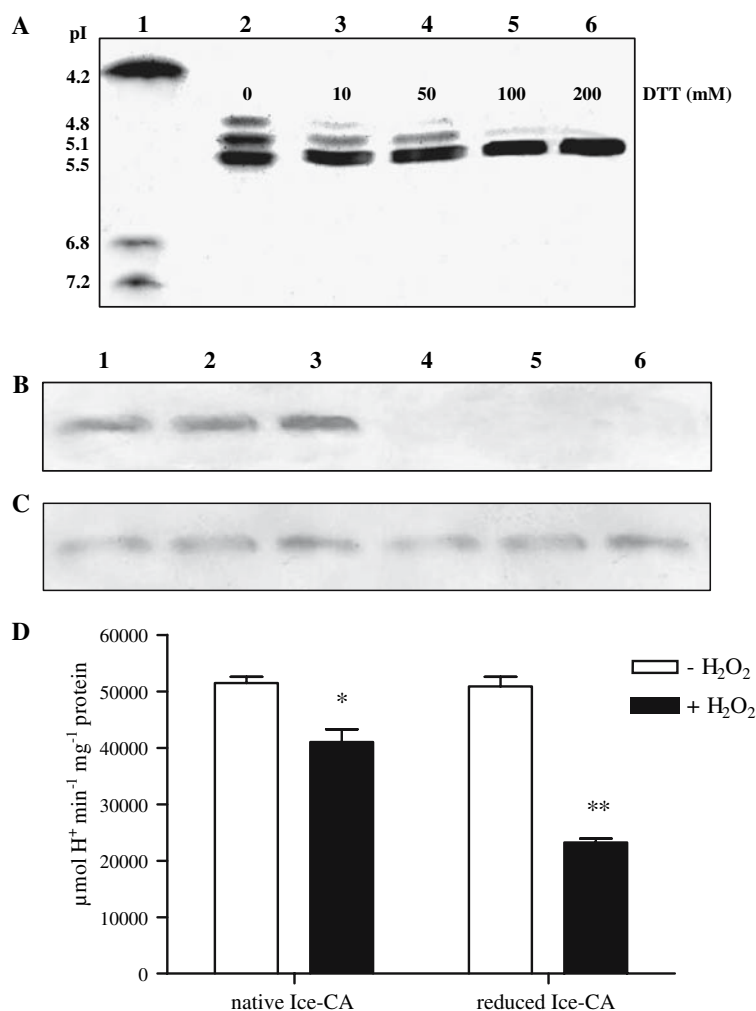 A
pI 1 2 3 4 5 6
4.2
0 10 50 100 200 DTT (mM)
4.8
5.1
5.5
6.8
7.2
1 2 3 4 5 6
B
C
D
60000
50000
40000
30000
20000
10000
0
µmol H⁺ min⁻¹ mg⁻¹ protein
- H₂O₂
+ H₂O₂
*
**
native Ice-CA reduced Ice-CA